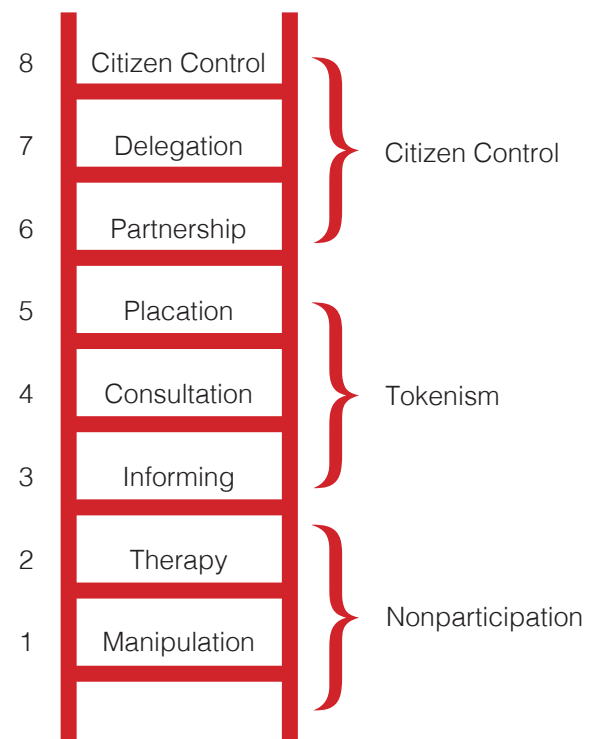 8 Citizen Control
7 Delegation
Citizen Control
6 Partnership
5 Placation
4 Consultation
Tokenism
3 Informing
2 Therapy
Nonparticipation
1 Manipulation